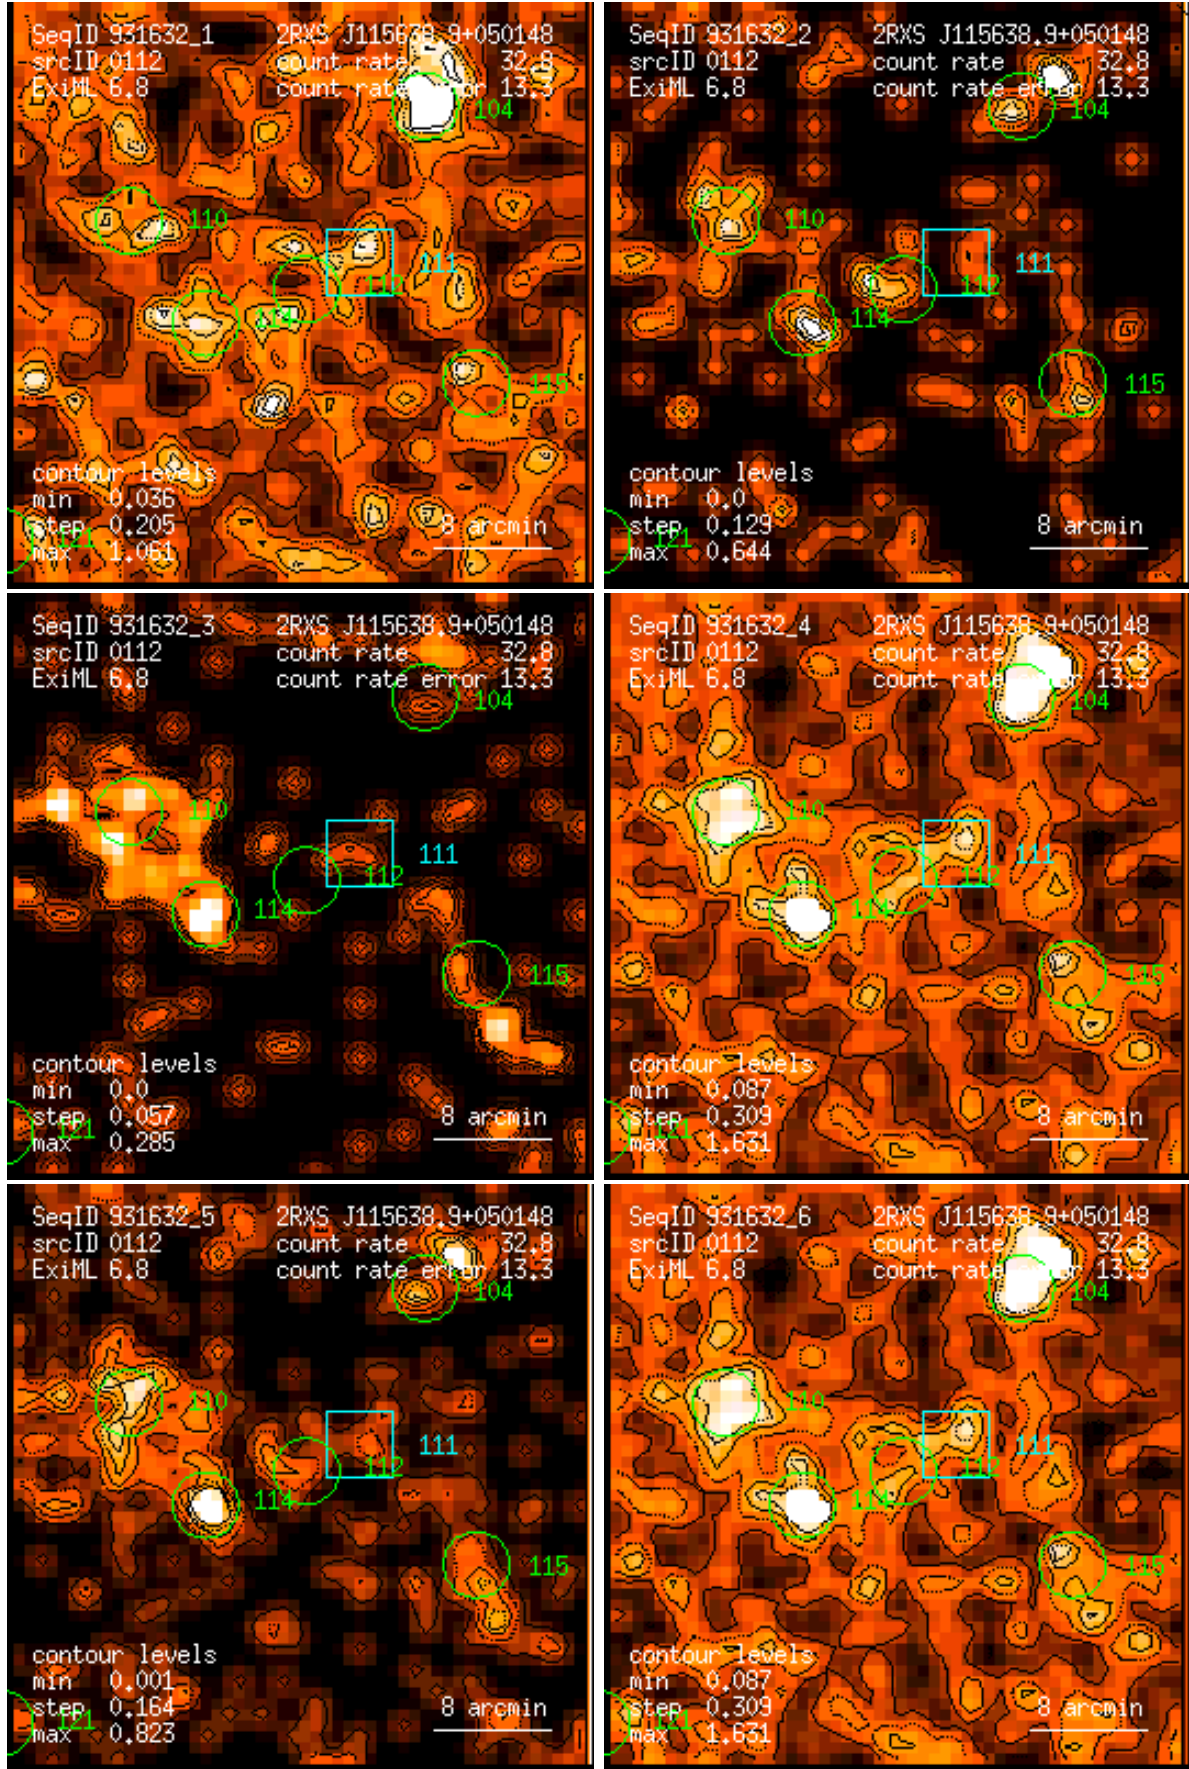 SeqID 931632_1 2RXS J115638.9+050148
srcID 0112 count rate 32.8
ExiML 6.8 count rate error 13.3
104
110
111
112
114
115
contour levels
min 0.036
step 0.205 8 arcmin
121
max 1.061
SeqID 931632_2 2RXS J115638.9+050148
srcID 0112 count rate 32.8
ExiML 6.8 count rate error 13.3
104
110
111
112
114
115
contour levels
min 0.0
step 0.129 8 arcmin
121
max 0.644
SeqID 931632_3 2RXS J115638.9+050148
srcID 0112 count rate 32.8
ExiML 6.8 count rate error 13.3
104
110
111
112
114
115
contour levels
min 0.0
step 0.057 8 arcmin
121
max 0.285
SeqID 931632_4 2RXS J115638.9+050148
srcID 0112 count rate 32.8
ExiML 6.8 count rate error 13.3
104
110
111
112
114
115
contour levels
min 0.087
step 0.309 8 arcmin
121
max 1.631
SeqID 931632_5 2RXS J115638.9+050148
srcID 0112 count rate 32.8
ExiML 6.8 count rate error 13.3
104
110
111
112
114
115
contour levels
min 0.001
step 0.164 8 arcmin
121
max 0.823
SeqID 931632_6 2RXS J115638.9+050148
srcID 0112 count rate 32.8
ExiML 6.8 count rate error 13.3
104
110
111
112
114
115
contour levels
min 0.087
step 0.309 8 arcmin
121
max 1.631